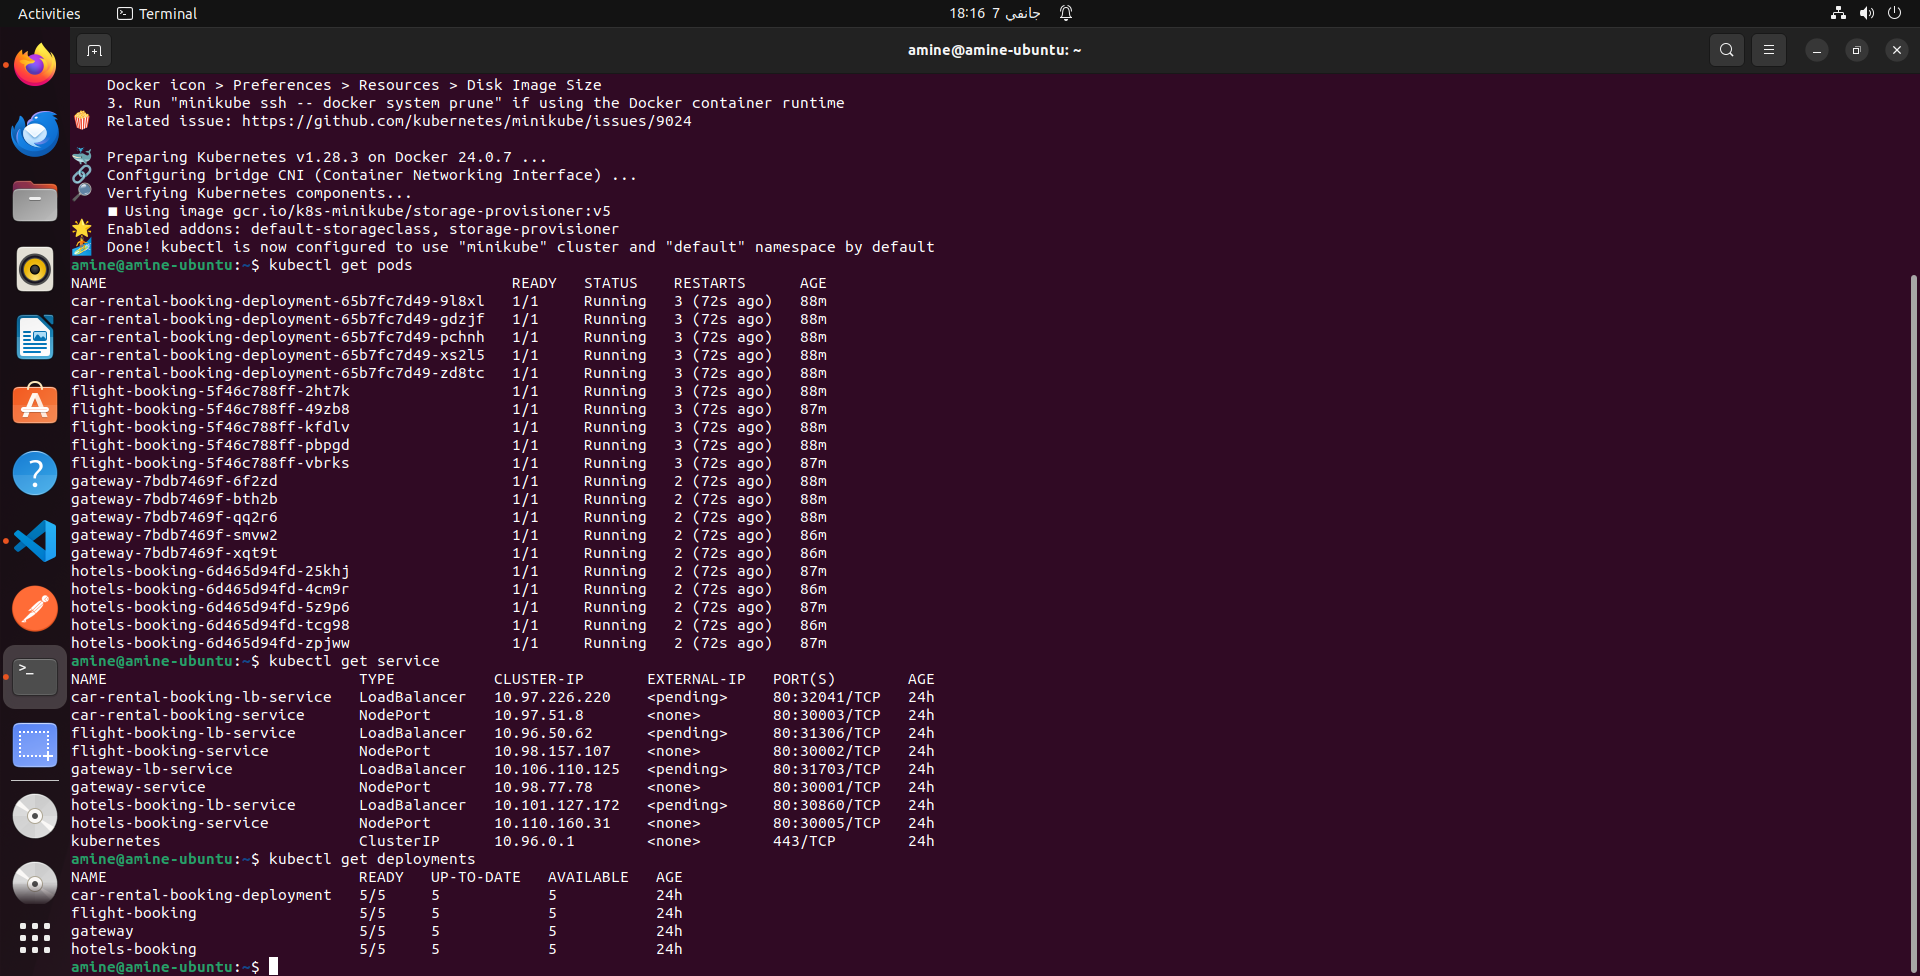 Activities
Terminal
18:16 7 جانفي
amine@amine-ubuntu: ~
Docker icon > Preferences > Resources > Disk Image Size
3. Run "minikube ssh -- docker system prune" if using the Docker container runtime
Related issue: https://github.com/kubernetes/minikube/issues/9024
Preparing Kubernetes v1.28.3 on Docker 24.0.7 ...
Configuring bridge CNI (Container Networking Interface) ...
Verifying Kubernetes components...
■ Using image gcr.io/k8s-minikube/storage-provisioner:v5
Enabled addons: default-storageclass, storage-provisioner
Done! kubectl is now configured to use "minikube" cluster and "default" namespace by default
amine@amine-ubuntu:~$ kubectl get pods
NAME READY STATUS RESTARTS AGE
car-rental-booking-deployment-65b7fc7d49-9l8xl 1/1 Running 3 (72s ago) 88m
car-rental-booking-deployment-65b7fc7d49-gdzjf 1/1 Running 3 (72s ago) 88m
car-rental-booking-deployment-65b7fc7d49-pchnh 1/1 Running 3 (72s ago) 88m
car-rental-booking-deployment-65b7fc7d49-xs2l5 1/1 Running 3 (72s ago) 88m
car-rental-booking-deployment-65b7fc7d49-zd8tc 1/1 Running 3 (72s ago) 88m
flight-booking-5f46c788ff-2ht7k 1/1 Running 3 (72s ago) 88m
flight-booking-5f46c788ff-49zb8 1/1 Running 3 (72s ago) 87m
flight-booking-5f46c788ff-kfdlv 1/1 Running 3 (72s ago) 88m
flight-booking-5f46c788ff-pbpgd 1/1 Running 3 (72s ago) 88m
flight-booking-5f46c788ff-vbrks 1/1 Running 3 (72s ago) 87m
gateway-7bdb7469f-6f2zd 1/1 Running 2 (72s ago) 88m
gateway-7bdb7469f-bth2b 1/1 Running 2 (72s ago) 88m
gateway-7bdb7469f-qq2r6 1/1 Running 2 (72s ago) 88m
gateway-7bdb7469f-smvw2 1/1 Running 2 (72s ago) 86m
gateway-7bdb7469f-xqt9t 1/1 Running 2 (72s ago) 86m
hotels-booking-6d465d94fd-25khj 1/1 Running 2 (72s ago) 87m
hotels-booking-6d465d94fd-4cm9r 1/1 Running 2 (72s ago) 86m
hotels-booking-6d465d94fd-5z9p6 1/1 Running 2 (72s ago) 87m
hotels-booking-6d465d94fd-tcg98 1/1 Running 2 (72s ago) 86m
hotels-booking-6d465d94fd-zpjww 1/1 Running 2 (72s ago) 87m
amine@amine-ubuntu:~$ kubectl get service
NAME TYPE CLUSTER-IP EXTERNAL-IP PORT(S) AGE
car-rental-booking-lb-service LoadBalancer 10.97.226.220 <pending> 80:32041/TCP 24h
car-rental-booking-service NodePort 10.97.51.8 <none> 80:30003/TCP 24h
flight-booking-lb-service LoadBalancer 10.96.50.62 <pending> 80:31306/TCP 24h
flight-booking-service NodePort 10.98.157.107 <none> 80:30002/TCP 24h
gateway-lb-service LoadBalancer 10.106.110.125 <pending> 80:31703/TCP 24h
gateway-service NodePort 10.98.77.78 <none> 80:30001/TCP 24h
hotels-booking-lb-service LoadBalancer 10.101.127.172 <pending> 80:30860/TCP 24h
hotels-booking-service NodePort 10.110.160.31 <none> 80:30005/TCP 24h
kubernetes ClusterIP 10.96.0.1 <none> 443/TCP 24h
amine@amine-ubuntu:~$ kubectl get deployments
NAME READY UP-TO-DATE AVAILABLE AGE
car-rental-booking-deployment 5/5 5 5 24h
flight-booking 5/5 5 5 24h
gateway 5/5 5 5 24h
hotels-booking 5/5 5 5 24h
amine@amine-ubuntu:~$